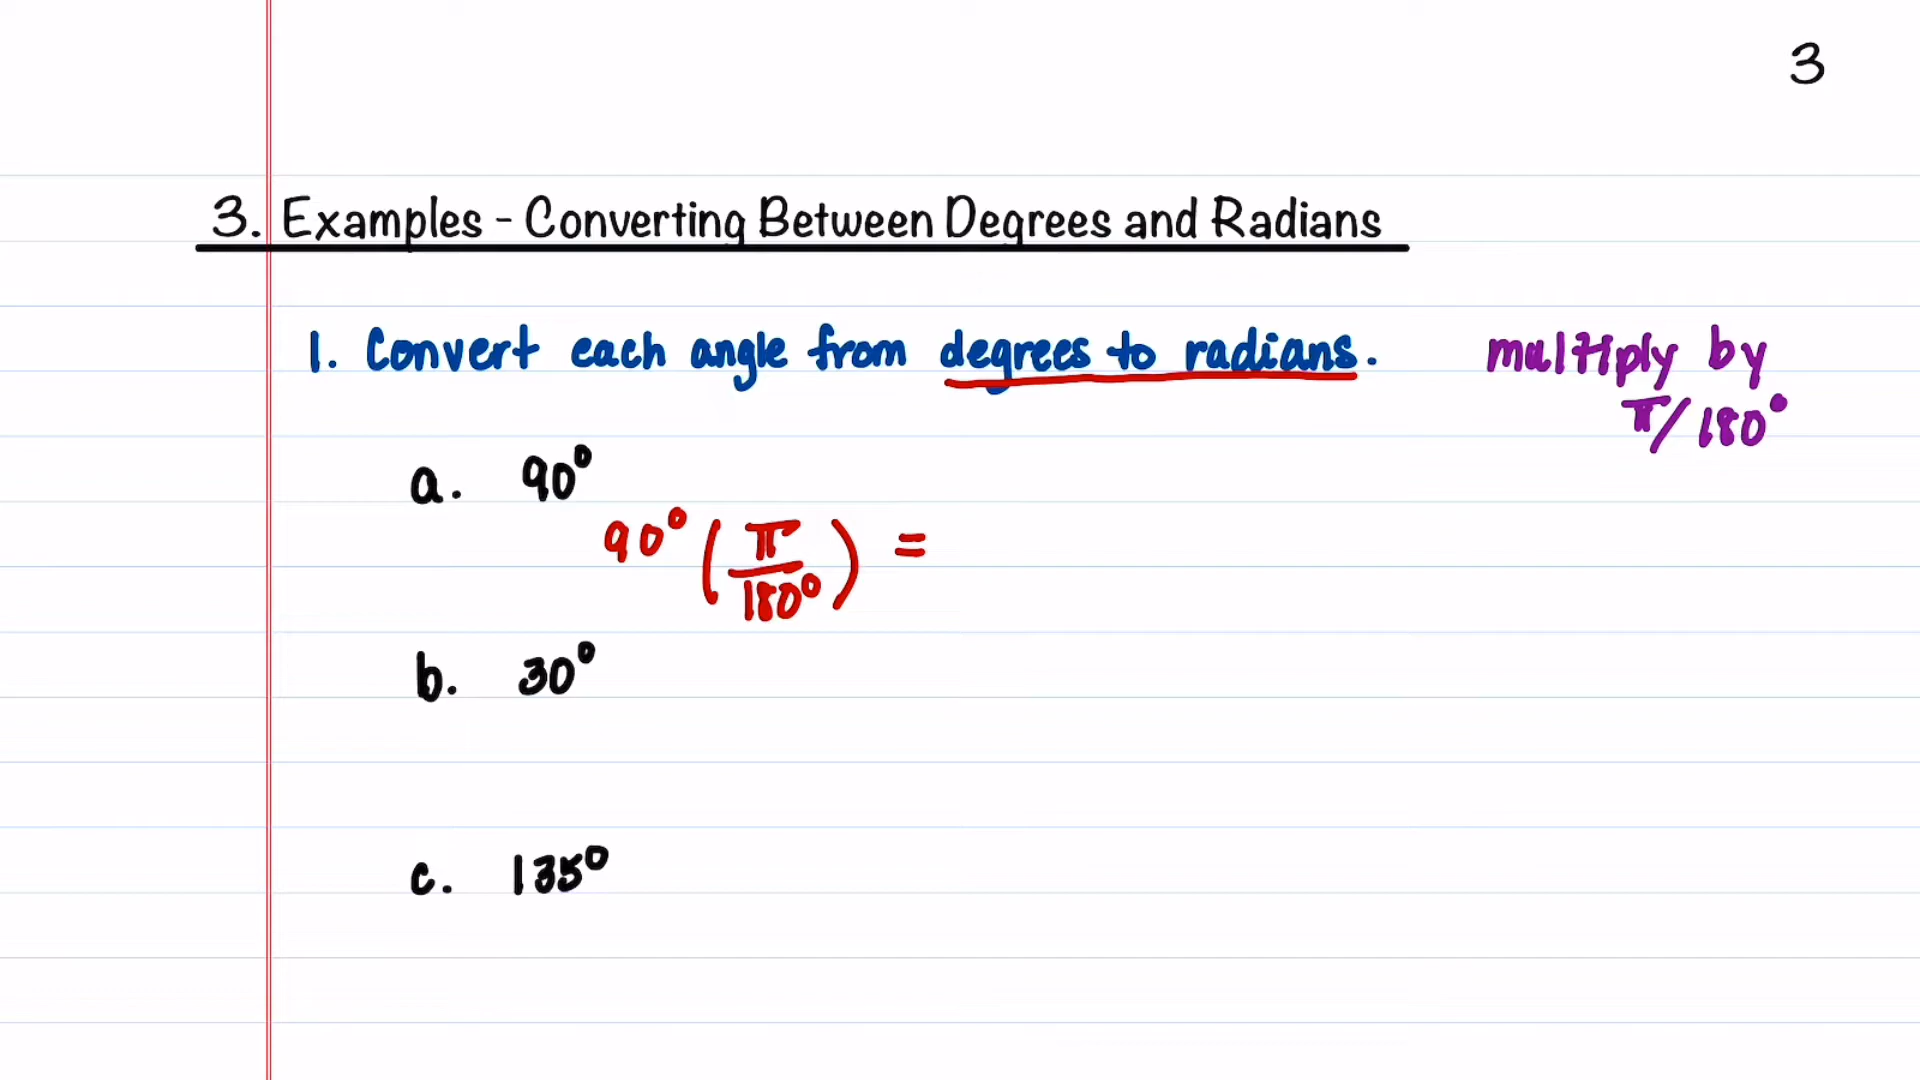 3
3. Examples - Converting Between Degrees and Radians
1. Convert each angle from degrees to radians.
multiply by
π/180°
a. 90°
90° (π/180°) =
b. 30°
c. 135°